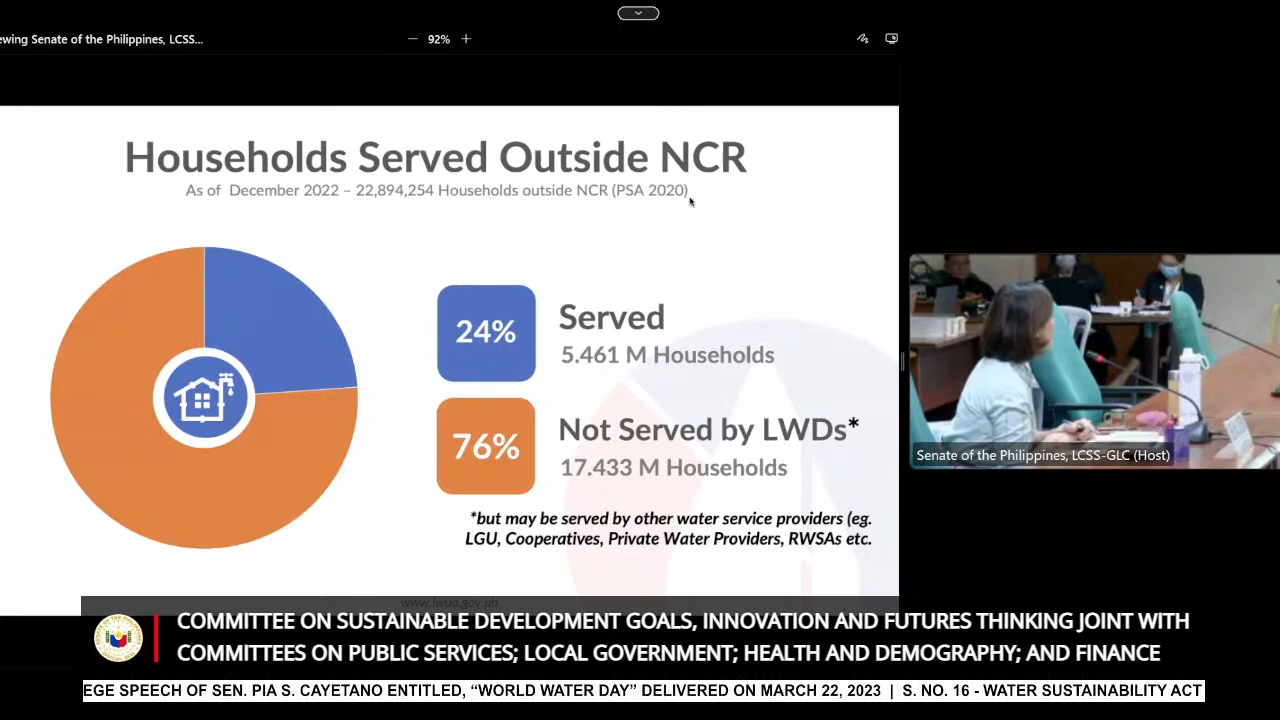 ewing Senate of the Philippines, LCSS...
92%
Households Served Outside NCR
As of December 2022 – 22,894,254 Households outside NCR (PSA 2020)
24%
Served
5.461 M Households
76%
Not Served by LWDs*
17.433 M Households
*but may be served by other water service providers (eg.
LGU, Cooperatives, Private Water Providers, RWSAs etc.
www.lwua.gov.ph
Senate of the Philippines, LCSS-GLC (Host)
COMMITTEE ON SUSTAINABLE DEVELOPMENT GOALS, INNOVATION AND FUTURES THINKING JOINT WITH
COMMITTEES ON PUBLIC SERVICES; LOCAL GOVERNMENT; HEALTH AND DEMOGRAPHY; AND FINANCE
EGE SPEECH OF SEN. PIA S. CAYETANO ENTITLED, “WORLD WATER DAY” DELIVERED ON MARCH 22, 2023 | S. NO. 16 - WATER SUSTAINABILITY ACT